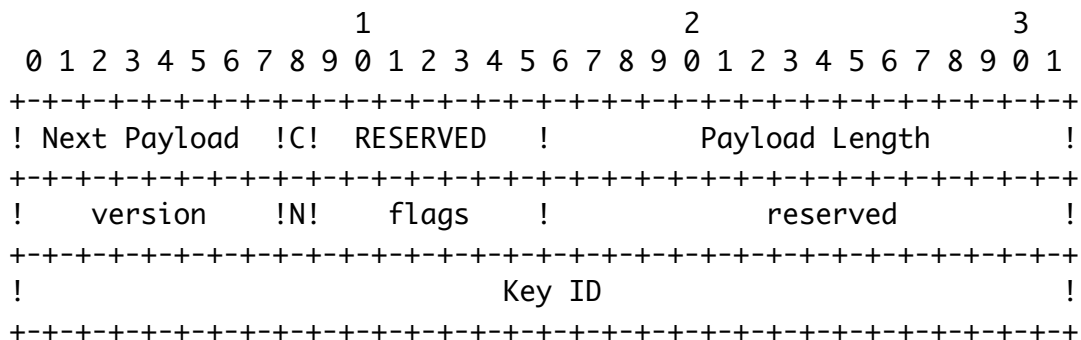 1                   2                   3
 0 1 2 3 4 5 6 7 8 9 0 1 2 3 4 5 6 7 8 9 0 1 2 3 4 5 6 7 8 9 0 1
+-+-+-+-+-+-+-+-+-+-+-+-+-+-+-+-+-+-+-+-+-+-+-+-+-+-+-+-+-+-+-+-+
! Next Payload  !C!  RESERVED   !         Payload Length        !
+-+-+-+-+-+-+-+-+-+-+-+-+-+-+-+-+-+-+-+-+-+-+-+-+-+-+-+-+-+-+-+-+
!    version    !N!    flags    !             reserved          !
+-+-+-+-+-+-+-+-+-+-+-+-+-+-+-+-+-+-+-+-+-+-+-+-+-+-+-+-+-+-+-+-+
!                             Key ID                            !
+-+-+-+-+-+-+-+-+-+-+-+-+-+-+-+-+-+-+-+-+-+-+-+-+-+-+-+-+-+-+-+-+